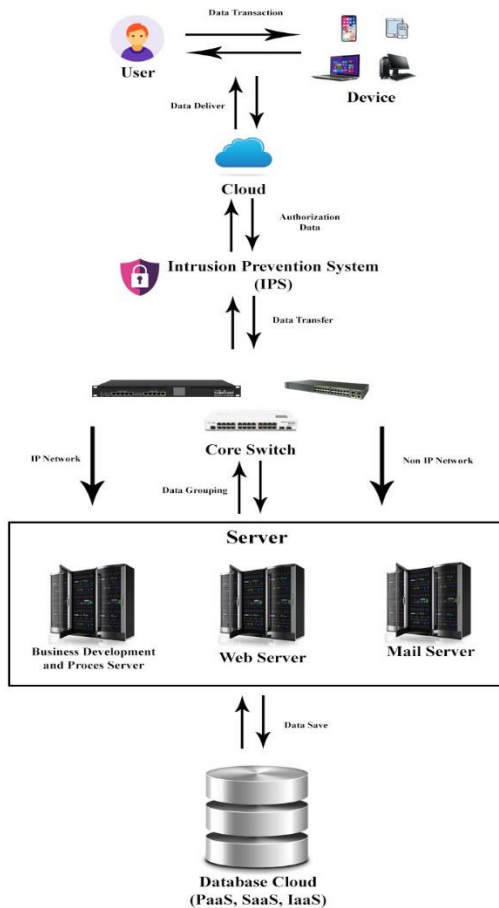 Data Transaction
User
Device
Data Deliver
Cloud
Authorization
Data
Intrusion Prevention System
(IPS)
Data Transfer
Core Switch
IP Network
Non IP Network
Data Grouping
Server
Business Development
and Proces Server
Web Server
Mail Server
Data Save
Database Cloud
(PaaS, SaaS, IaaS)